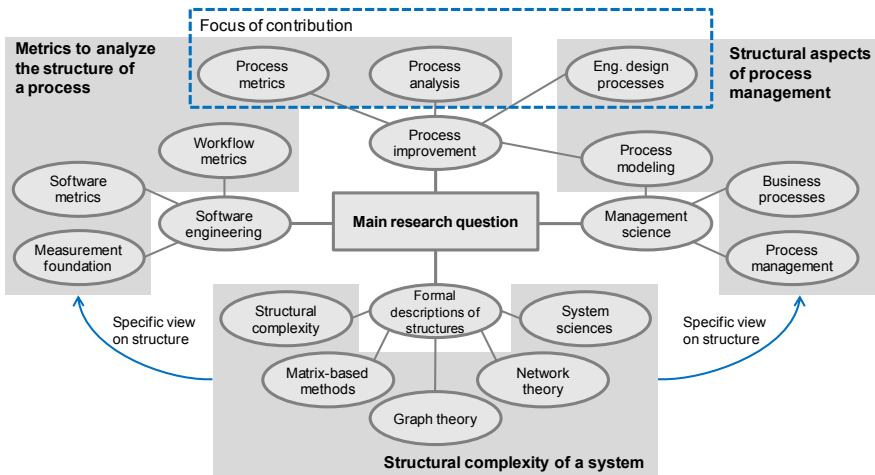 Focus of contribution
Metrics to analyze
the structure of
a process
Process
metrics
Process
analysis
Eng. design
processes
Structural aspects
of process
management
Workflow
metrics
Process
improvement
Process
modeling
Software
metrics
Business
processes
Software
engineering
Main research question
Management
science
Measurement
foundation
Process
management
Specific view
on structure
Structural
complexity
Formal
descriptions of
structures
System
sciences
Specific view
on structure
Matrix-based
methods
Network
theory
Graph theory
Structural complexity of a system